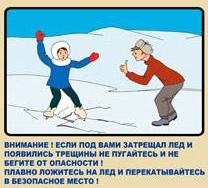 ВНИМАНИЕ ! ЕСЛИ ПОД ВАМИ ЗАТРЕЩАЛ ЛЕД И
ПОЯВИЛИСЬ ТРЕЩИНЫ НЕ ПУГАЙТЕСЬ И НЕ
БЕГИТЕ ОТ ОПАСНОСТИ !
ПЛАВНО ЛОЖИТЕСЬ НА ЛЕД И ПЕРЕКАТЫВАЙТЕСЬ
В БЕЗОПАСНОЕ МЕСТО !